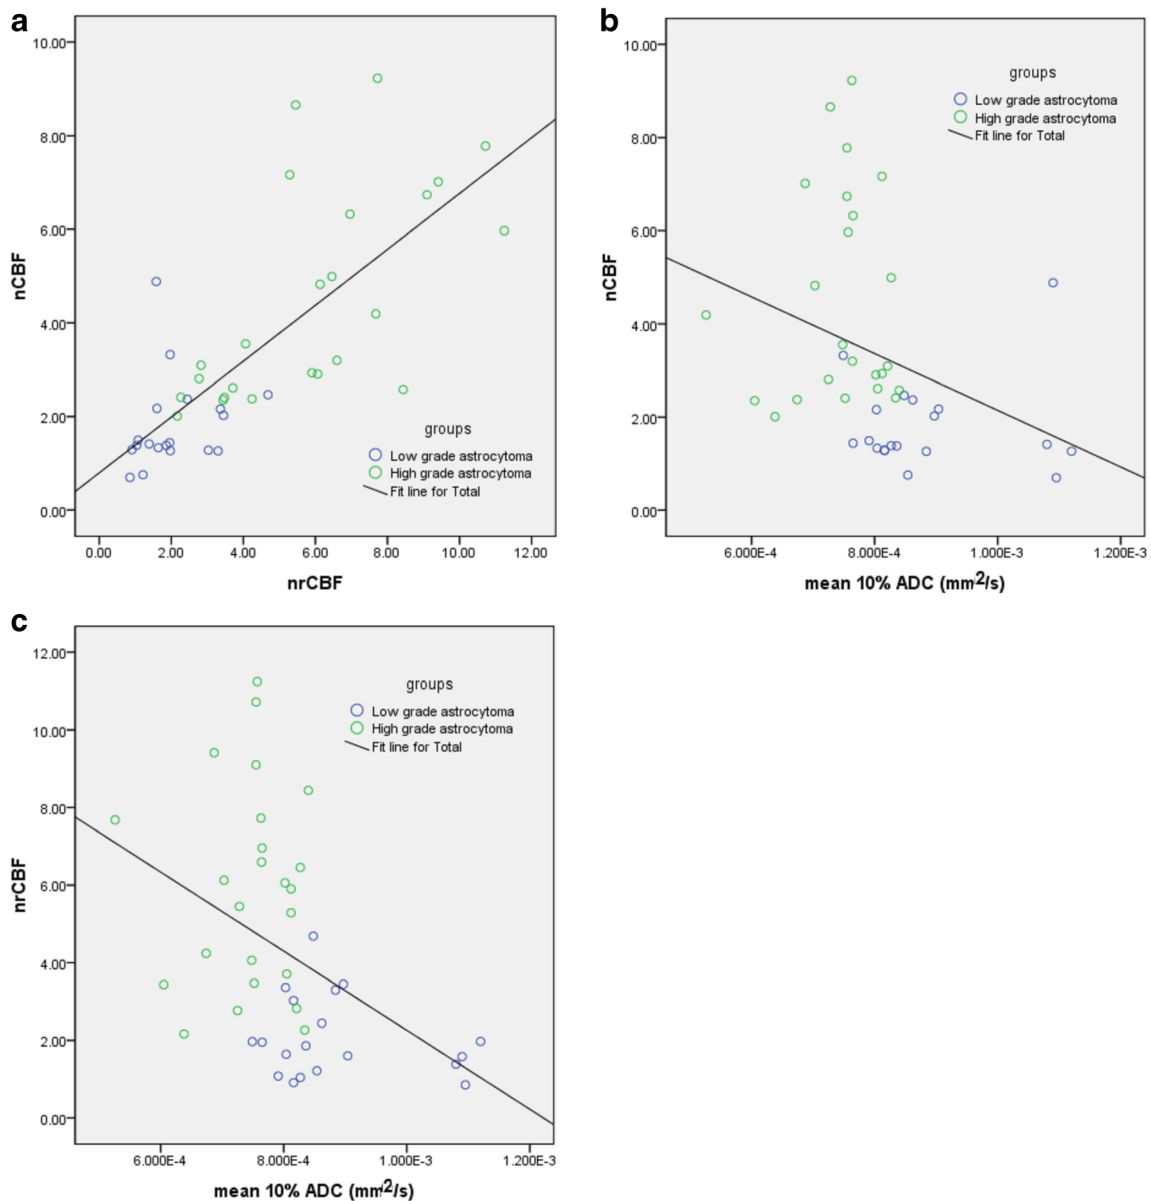 a
10.00
8.00
6.00
4.00
2.00
0.00
nCBF
groups
Low grade astrocytoma
High grade astrocytoma
Fit line for Total
0.00 2.00 4.00 6.00 8.00 10.00 12.00
nrCBF
b
10.00
8.00
6.00
4.00
2.00
0.00
nCBF
groups
Low grade astrocytoma
High grade astrocytoma
Fit line for Total
6.000E-4 8.000E-4 1.000E-3 1.200E-3
mean 10% ADC (mm2/s)
c
12.00
10.00
8.00
6.00
4.00
2.00
0.00
nrCBF
groups
Low grade astrocytoma
High grade astrocytoma
Fit line for Total
6.000E-4 8.000E-4 1.000E-3 1.200E-3
mean 10% ADC (mm2/s)